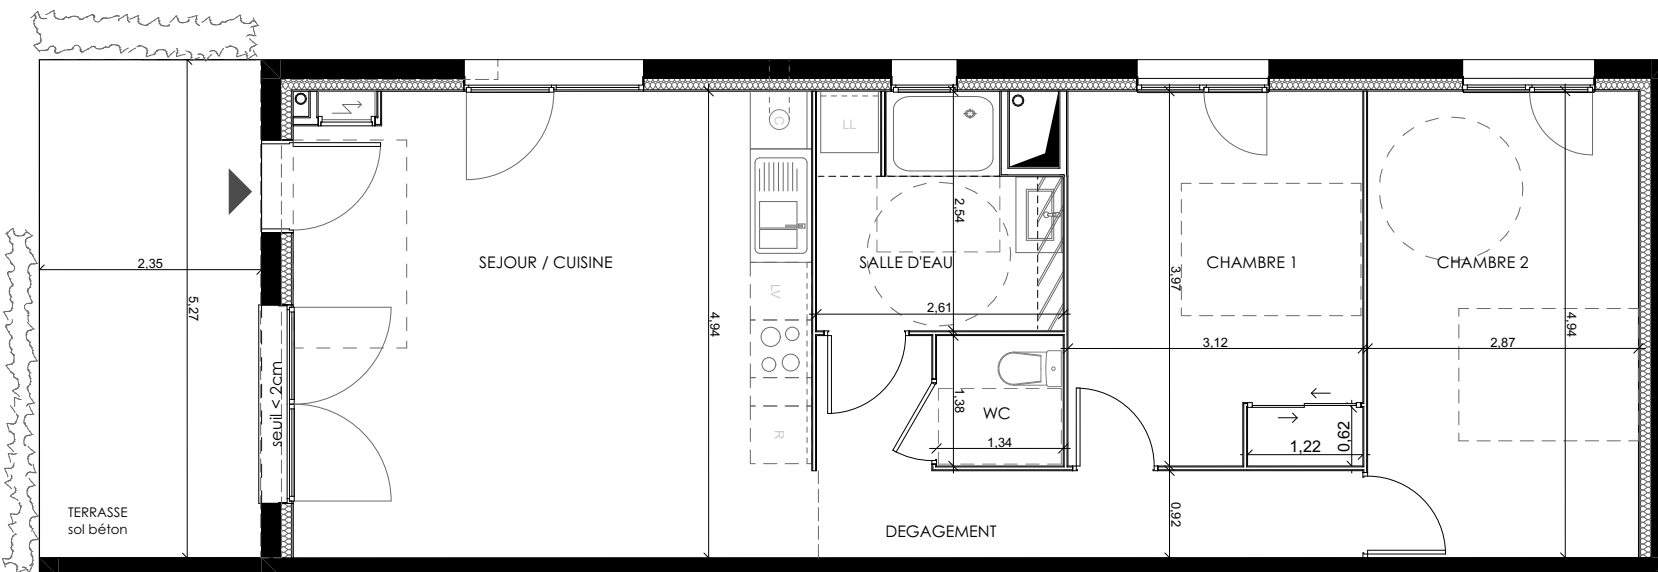 C
LF
2,54
SEJOUR / CUISINE
SALLE D'EAU
CHAMBRE 1
CHAMBRE 2
2,35
3,97
LV
5,27
2,61
4,94
4,94
3,12
2,87
seuil < 2cm
1,38
WC
R
1,34
1,22
0,62
TERRASSE
sol béton
0,92
DEGAGEMENT